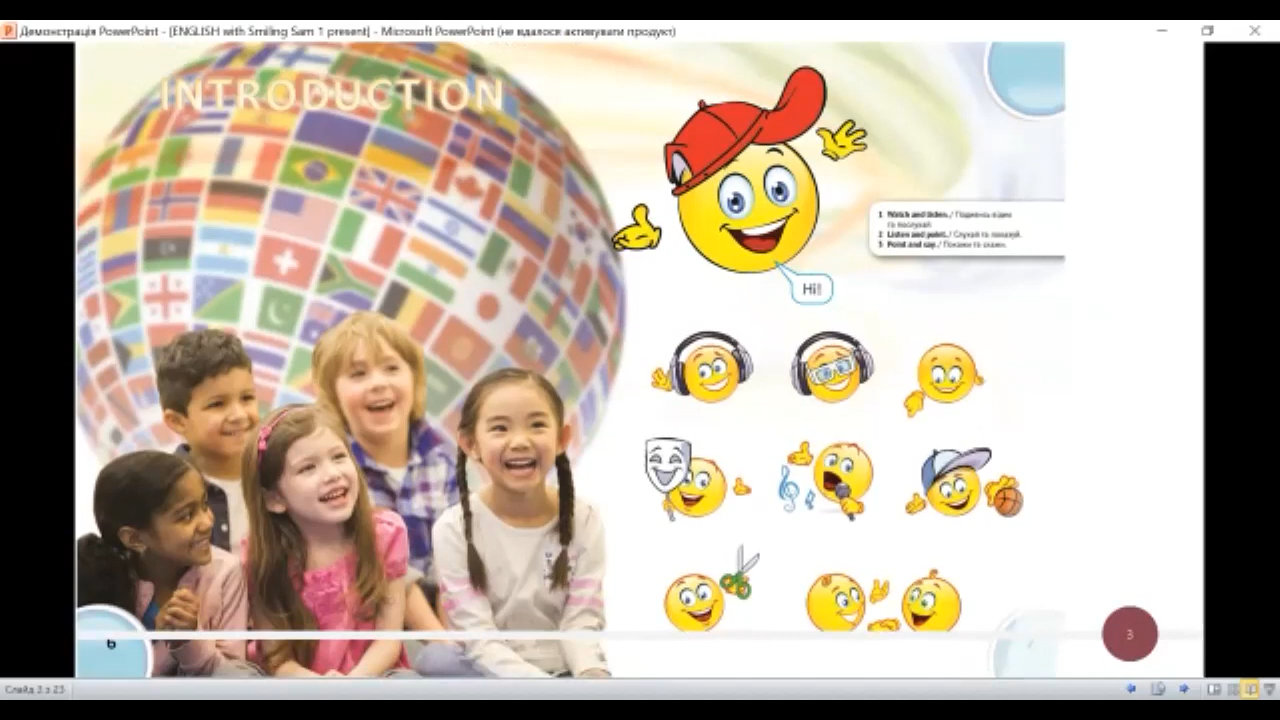 Демонстрація PowerPoint - [ENGLISH with Smiling Sam 1 present] - Microsoft PowerPoint (не вдалося активувати продукт)
INTRODUCTION
1 Watch and listen. / Подивись відео
та послухай.
2 Listen and point. / Слухай та показуй.
3 Point and say. / Покажи та скажи.
Hi!
6
3
Слайд 3 з 23